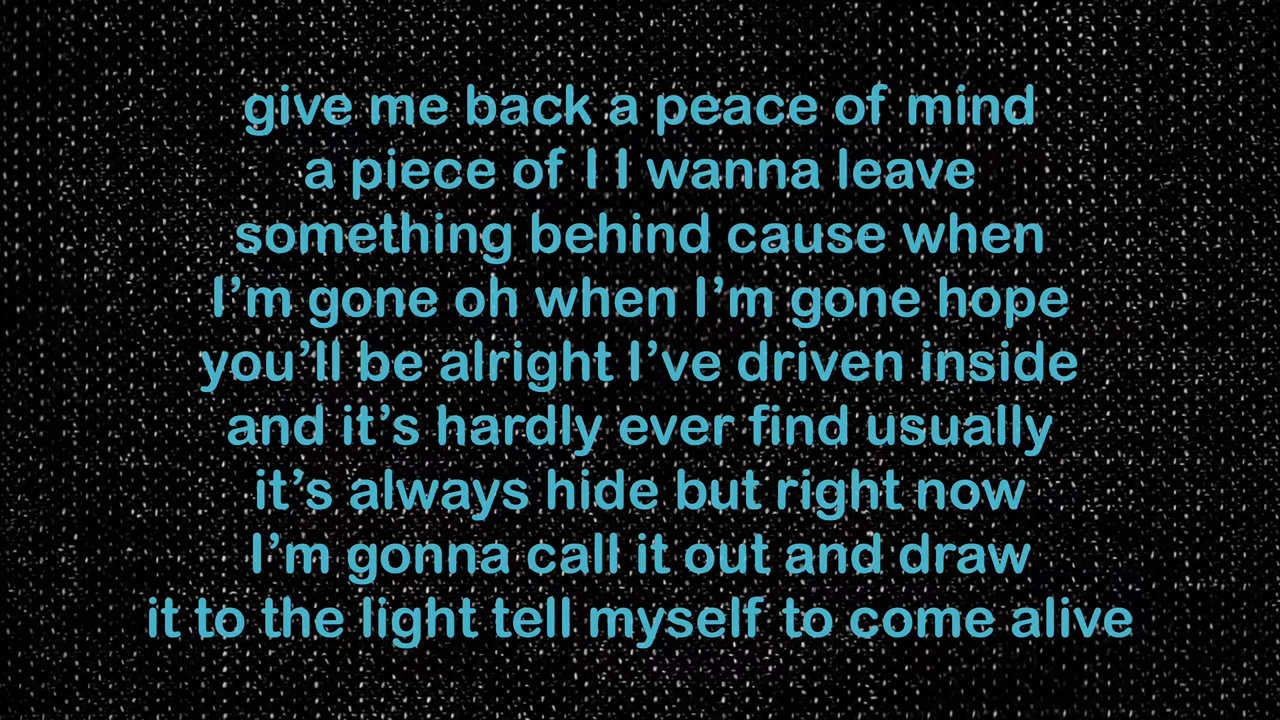 give me back a peace of mind
a piece of I I wanna leave
something behind cause when
I’m gone oh when I’m gone hope
you’ll be alright I’ve driven inside
and it’s hardly ever find usually
it’s always hide but right now
I’m gonna call it out and draw
it to the light tell myself to come alive